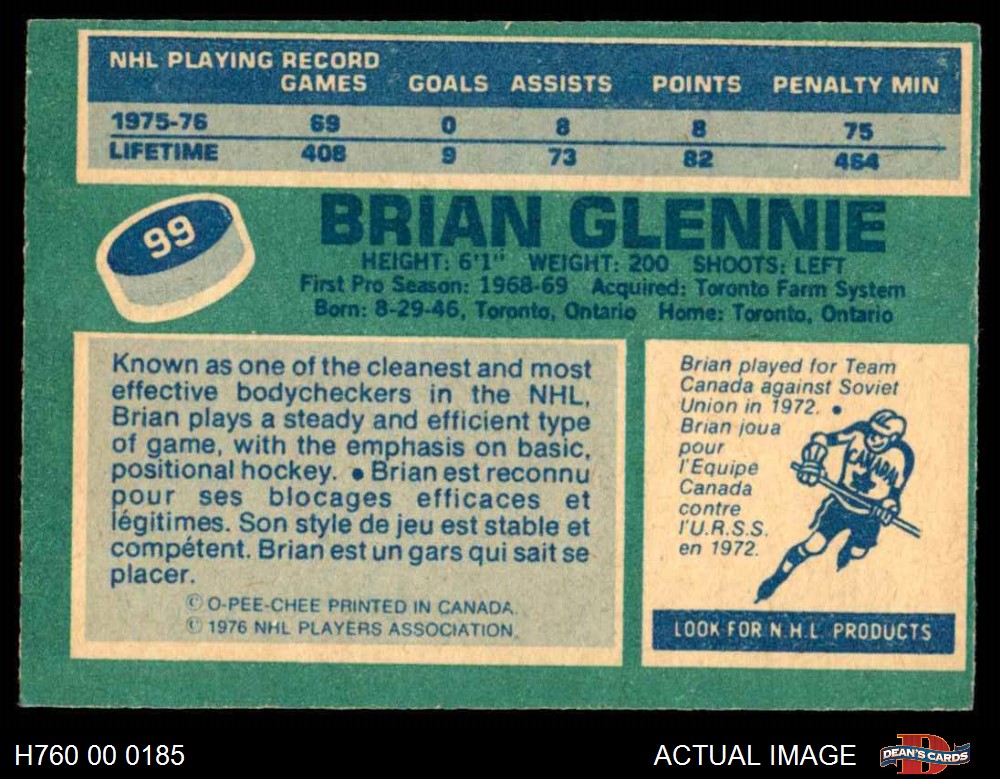 NHL PLAYING RECORD
GAMES GOALS ASSISTS POINTS PENALTY MIN
1975-76 69 0 8 8 75
LIFETIME 408 9 73 82 464
99
BRIAN GLENNIE
HEIGHT: 6'1" WEIGHT: 200 SHOOTS: LEFT
First Pro Season: 1968-69 Acquired: Toronto Farm System
Born: 8-29-46, Toronto, Ontario Home: Toronto, Ontario
Known as one of the cleanest and most
effective bodycheckers in the NHL,
Brian plays a steady and efficient type
of game, with the emphasis on basic,
positional hockey. • Brian est reconnu
pour ses blocages efficaces et
légitimes. Son style de jeu est stable et
compétent. Brian est un gars qui sait se
placer.
© O-PEE-CHEE PRINTED IN CANADA.
© 1976 NHL PLAYERS ASSOCIATION.
Brian played for Team
Canada against Soviet
Union in 1972. •
Brian joua
pour
l'Equipe
Canada
contre
l'U.R.S.S.
en 1972.
CANADA
LOOK FOR N.H.L PRODUCTS
H760 00 0185
ACTUAL IMAGE
DEAN'S CARDS